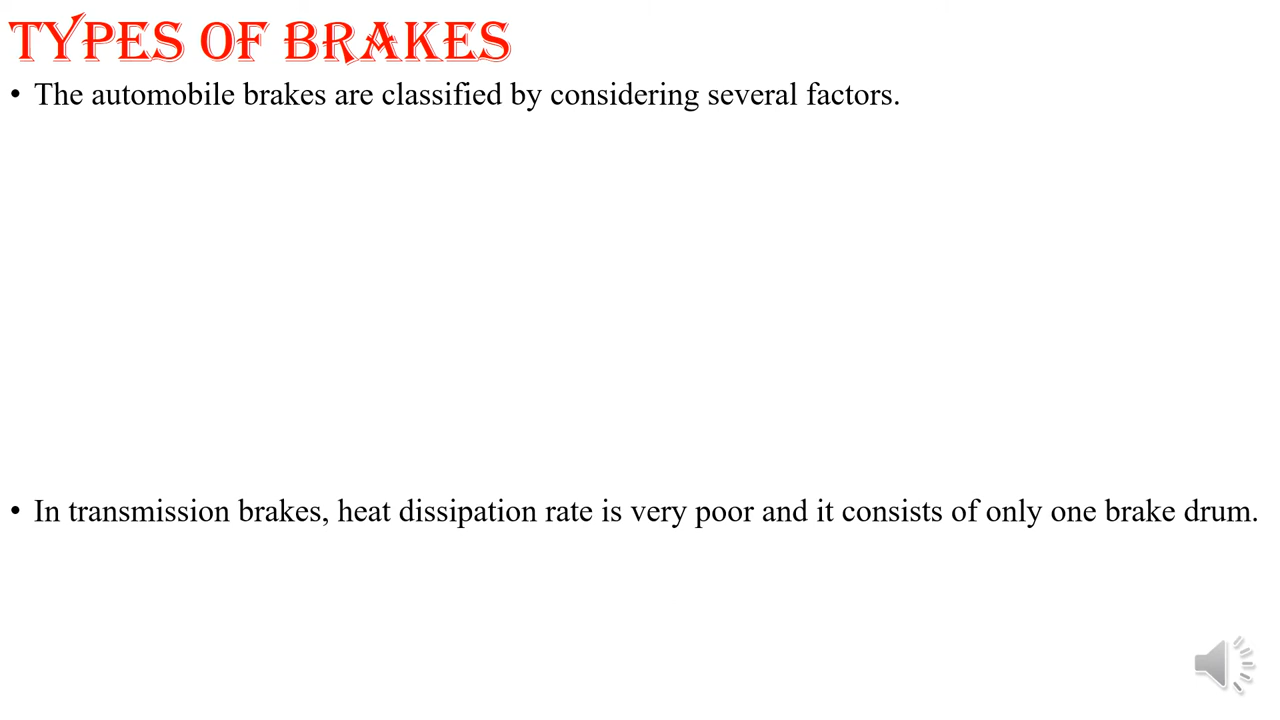 TYPES OF BRAKES
• The automobile brakes are classified by considering several factors.
• In transmission brakes, heat dissipation rate is very poor and it consists of only one brake drum.